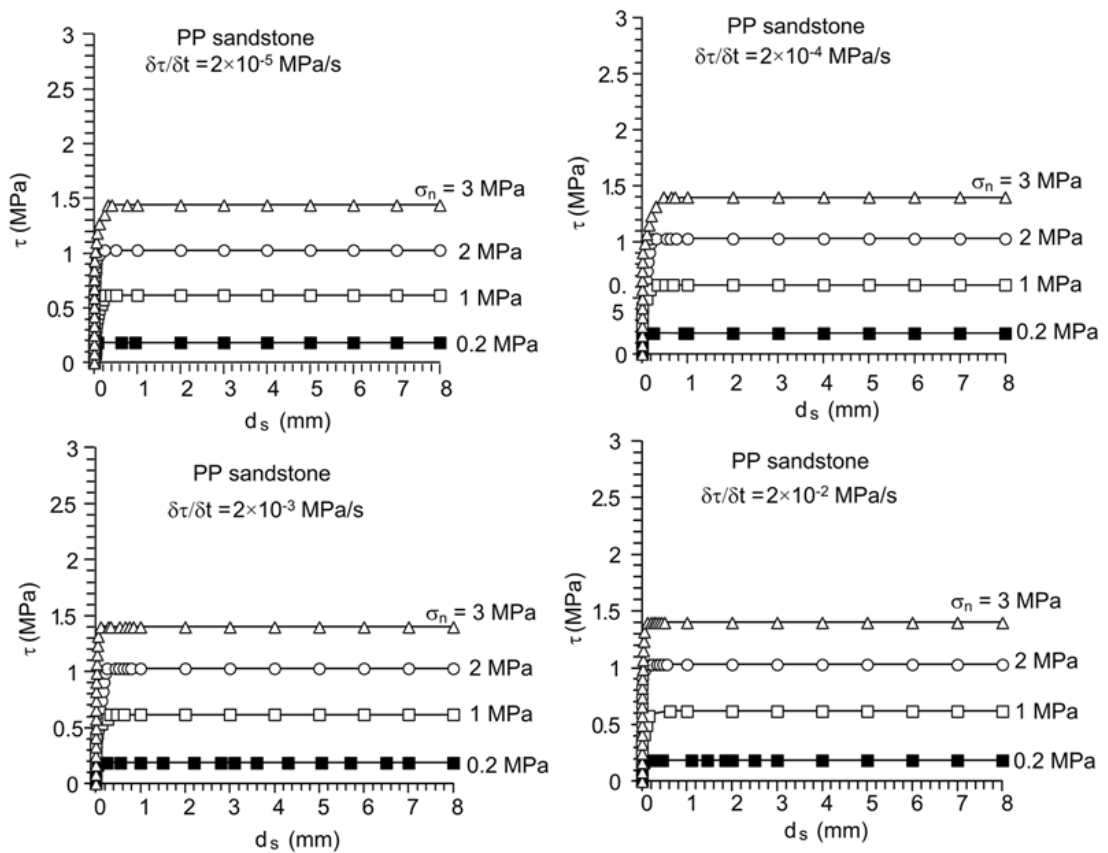 PP sandstone
δτ/δt = 2×10⁻⁵ MPa/s
τ (MPa)
3
2.5
2
1.5
1
0.5
0
σₙ = 3 MPa
2 MPa
1 MPa
0.2 MPa
0 1 2 3 4 5 6 7 8
dₛ (mm)
PP sandstone
δτ/δt = 2×10⁻⁴ MPa/s
τ (MPa)
3
2.5
2
1.5
1
0.
5
0
σₙ = 3 MPa
2 MPa
1 MPa
0.2 MPa
0 1 2 3 4 5 6 7 8
dₛ (mm)
PP sandstone
δτ/δt = 2×10⁻³ MPa/s
τ (MPa)
3
2.5
2
1.5
1
0.5
0
σₙ = 3 MPa
2 MPa
1 MPa
0.2 MPa
0 1 2 3 4 5 6 7 8
dₛ (mm)
PP sandstone
δτ/δt = 2×10⁻² MPa/s
τ (MPa)
3
2.5
2
1.5
1
0.5
0
σₙ = 3 MPa
2 MPa
1 MPa
0.2 MPa
0 1 2 3 4 5 6 7 8
dₛ (mm)